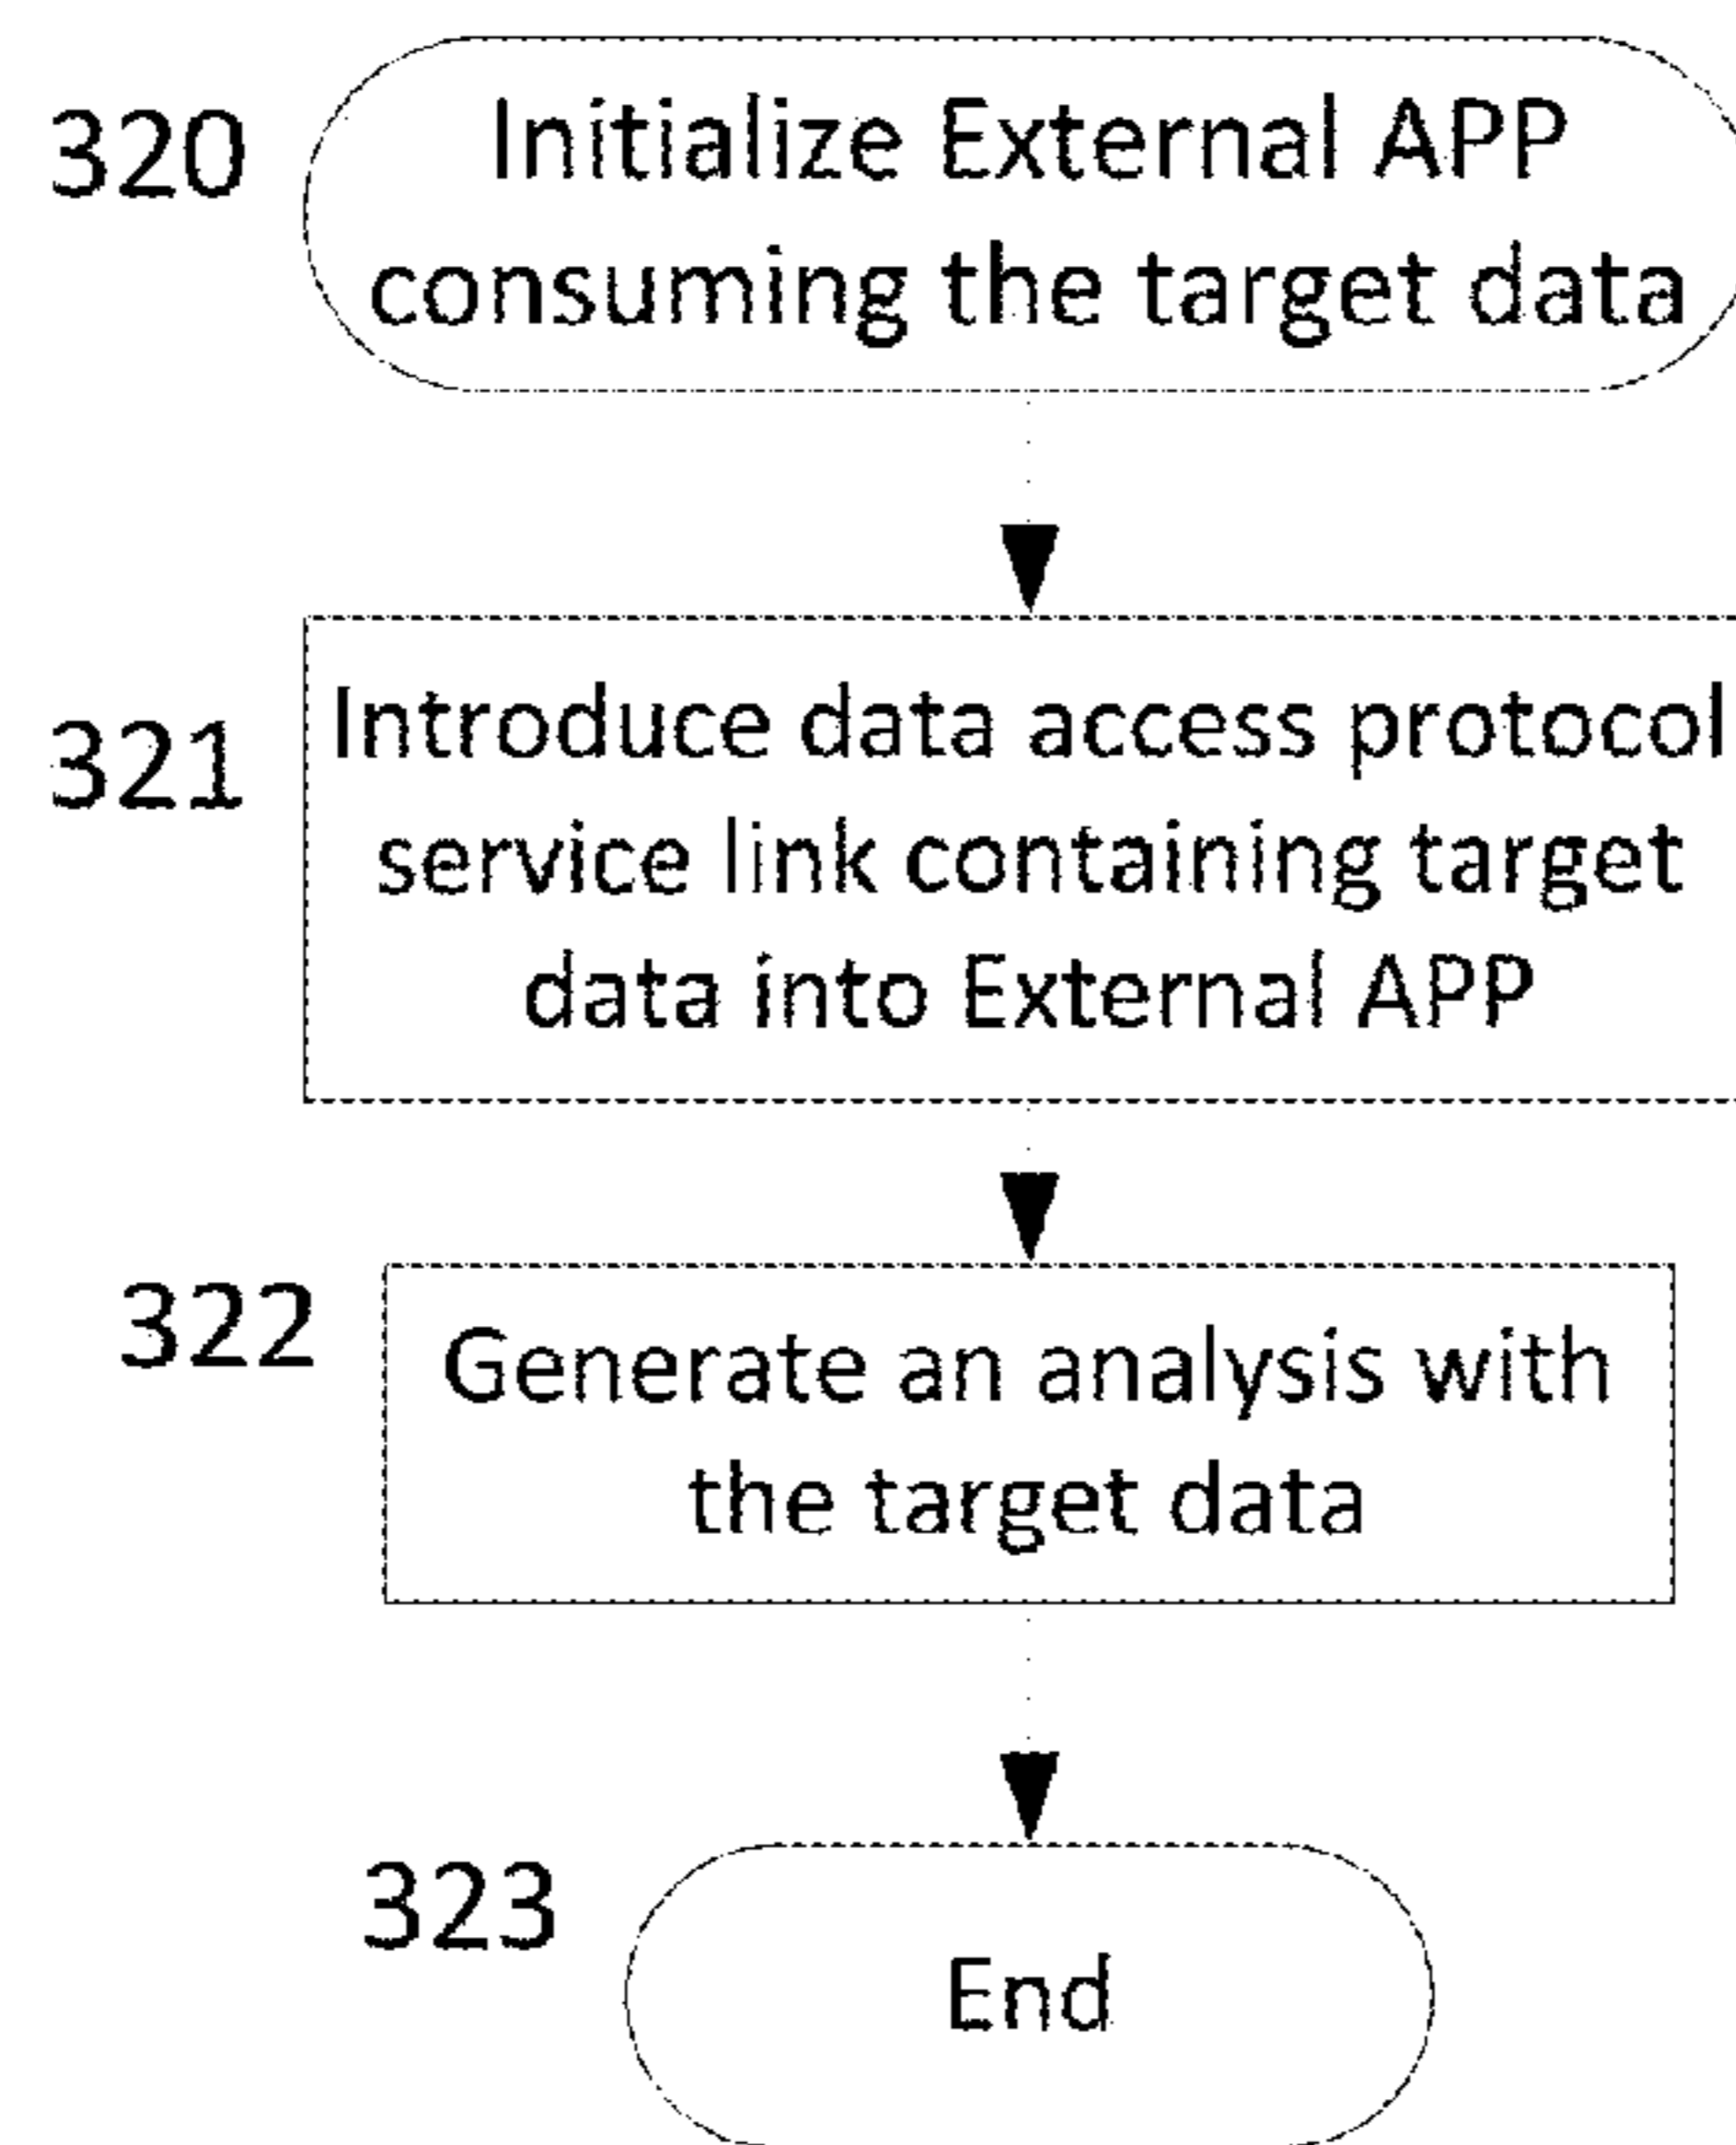 320
Initialize External APP
consuming the target data
321
Introduce data access protocol
service link containing target
data into External APP
322
Generate an analysis with
the target data
323
End